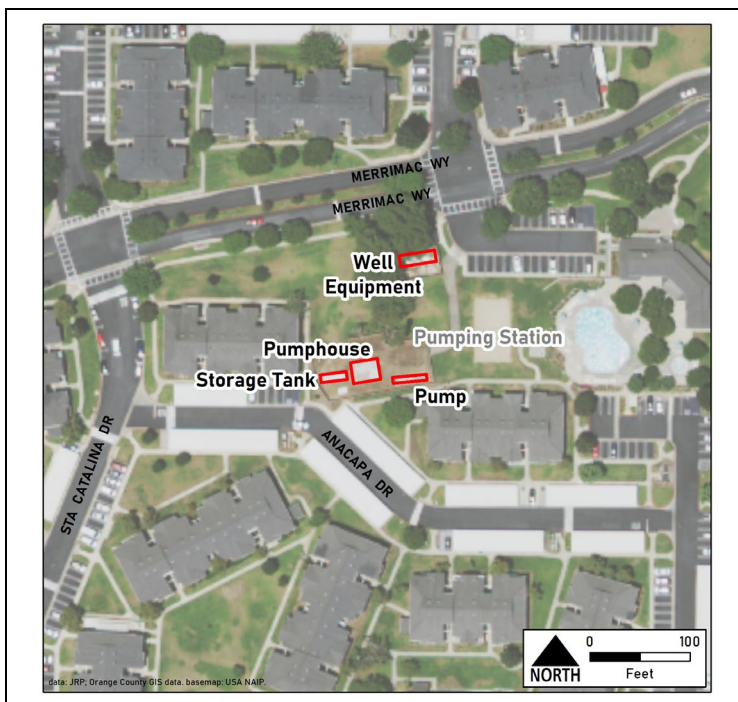 MERRIMAC WY
MERRIMAC WY
Well
Equipment
Pumping Station
Pumphouse
Storage Tank
Pump
STA CATALINA DR
ANACAPA DR
NORTH
0 100
Feet
data: JRP; Orange County GIS data. basemap: USA NAIP.